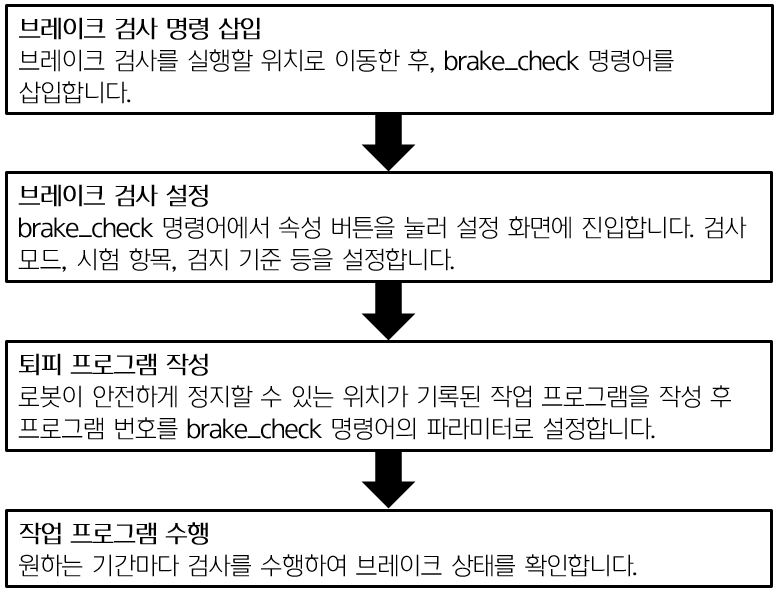 브레이크 검사 명령 삽입
브레이크 검사를 실행할 위치로 이동한 후, brake_check 명령어를
삽입합니다.
브레이크 검사 설정
brake_check 명령어에서 속성 버튼을 눌러 설정 화면에 진입합니다. 검사
모드, 시험 항목, 검지 기준 등을 설정합니다.
퇴피 프로그램 작성
로봇이 안전하게 정지할 수 있는 위치가 기록된 작업 프로그램을 작성 후
프로그램 번호를 brake_check 명령어의 파라미터로 설정합니다.
작업 프로그램 수행
원하는 기간마다 검사를 수행하여 브레이크 상태를 확인합니다.